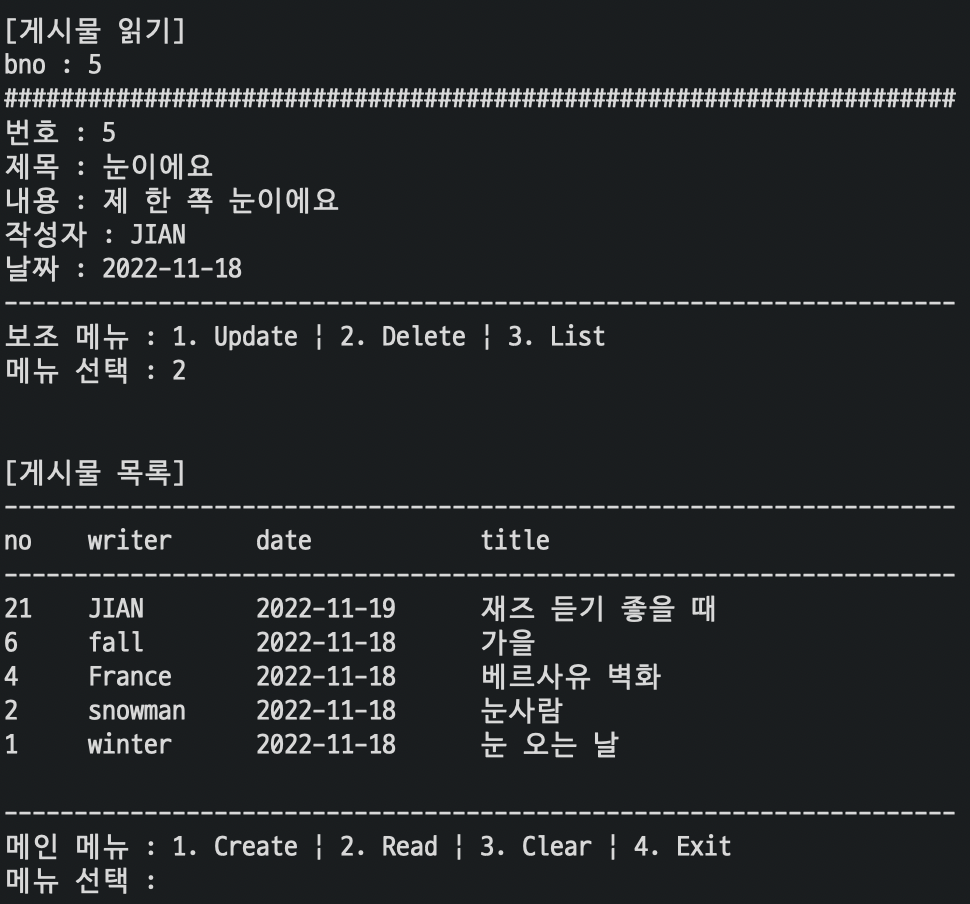 [게시물 읽기]
bno : 5
####################################################################
번호 : 5
제목 : 눈이에요
내용 : 제 한 쪽 눈이에요
작성자 : JIAN
날짜 : 2022-11-18
--------------------------------------------------------------------
보조 메뉴 : 1. Update ¦ 2. Delete ¦ 3. List
메뉴 선택 : 2
[게시물 목록]
--------------------------------------------------------------------
no    writer      date            title
--------------------------------------------------------------------
21    JIAN        2022-11-19      재즈 듣기 좋을 때
6     fall        2022-11-18      가을
4     France      2022-11-18      베르사유 벽화
2     snowman     2022-11-18      눈사람
1     winter      2022-11-18      눈 오는 날
--------------------------------------------------------------------
메인 메뉴 : 1. Create ¦ 2. Read ¦ 3. Clear ¦ 4. Exit
메뉴 선택 :